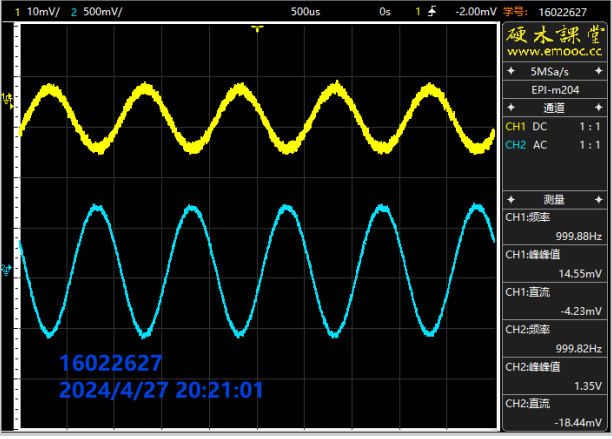 1 10mV/ 2 500mV/ 500us 0s 1 -2.00mV 学号: 16022627
硬木課堂
www.emooc.cc
5MSa/s
EPI-m204
通道
CH1 DC 1 : 1
CH2 AC 1 : 1
测量
CH1:频率
999.88Hz
CH1:峰峰值
14.55mV
CH1:直流
-4.23mV
CH2:频率
999.82Hz
CH2:峰峰值
1.35V
CH2:直流
-18.44mV
1
2
16022627
2024/4/27 20:21:01